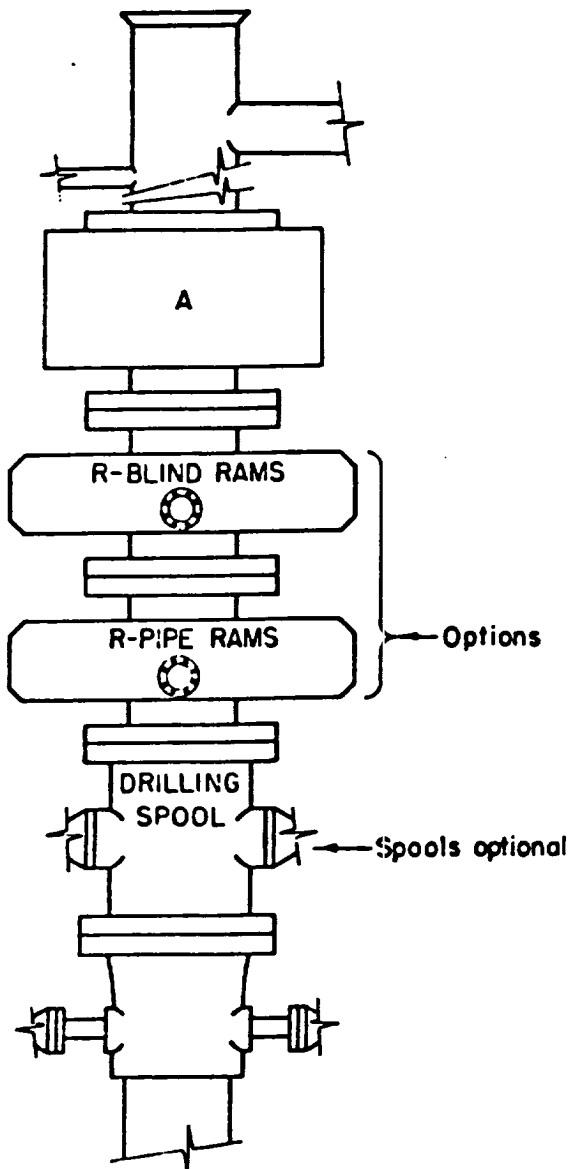 A
R-BLIND RAMS
R-PIPE RAMS
Options
DRILLING
SPOOL
Spools optional